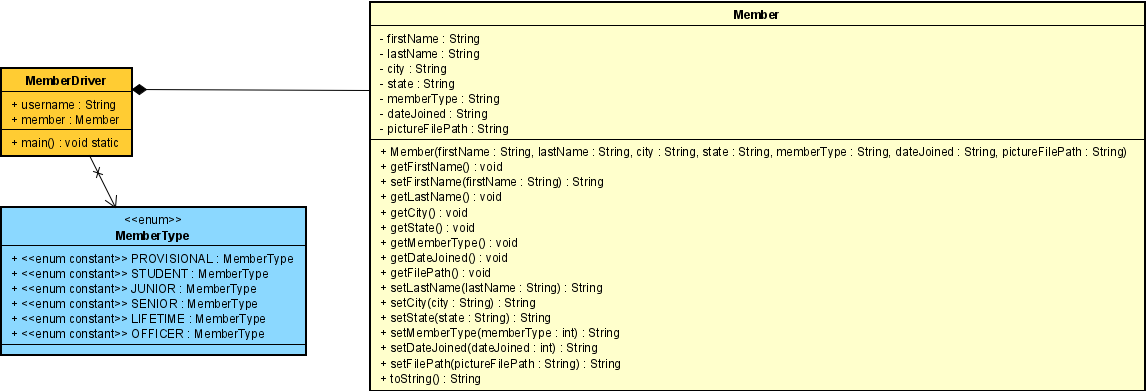 MemberDriver
+ username : String
+ member : Member
+ main() : void static
<<enum>>
MemberType
+ <<enum constant>> PROVISIONAL : MemberType
+ <<enum constant>> STUDENT : MemberType
+ <<enum constant>> JUNIOR : MemberType
+ <<enum constant>> SENIOR : MemberType
+ <<enum constant>> LIFETIME : MemberType
+ <<enum constant>> OFFICER : MemberType
Member
- firstName : String
- lastName : String
- city : String
- state : String
- memberType : String
- dateJoined : String
- pictureFilePath : String
+ Member(firstName : String, lastName : String, city : String, state : String, memberType : String, dateJoined : String, pictureFilePath : String)
+ getFirstName() : void
+ setFirstName(firstName : String) : String
+ getLastName() : void
+ getCity() : void
+ getState() : void
+ getMemberType() : void
+ getDateJoined() : void
+ getFilePath() : void
+ setLastName(lastName : String) : String
+ setCity(city : String) : String
+ setState(state : String) : String
+ setMemberType(memberType : int) : String
+ setDateJoined(dateJoined : int) : String
+ setFilePath(pictureFilePath : String) : String
+ toString() : String